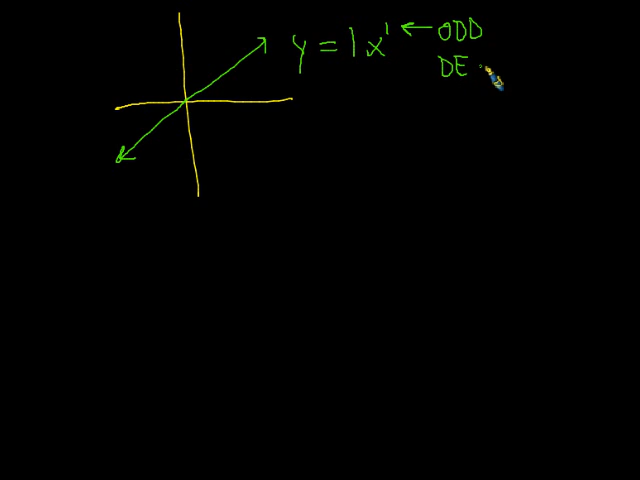 y = 1x¹ ← ODD
DE